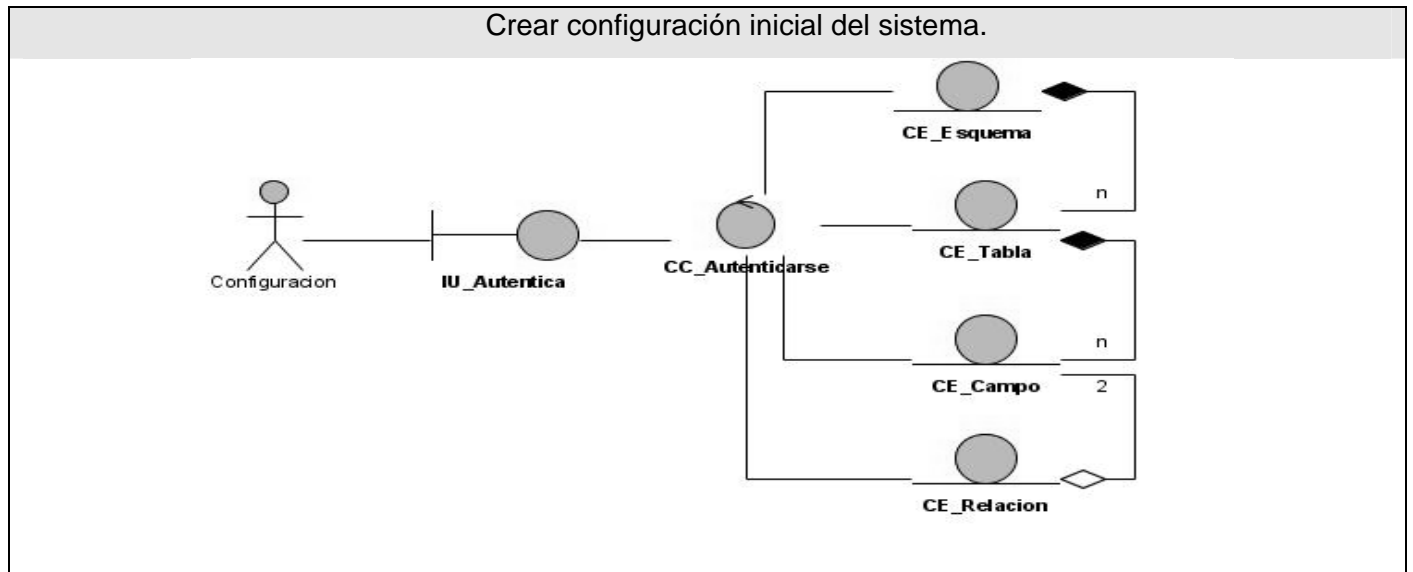 Crear configuración inicial del sistema.
CE_Esquema
n
CE_Tabla
Configuracion
IU_Autentica
CC_Autenticarse
n
CE_Campo
2
CE_Relacion